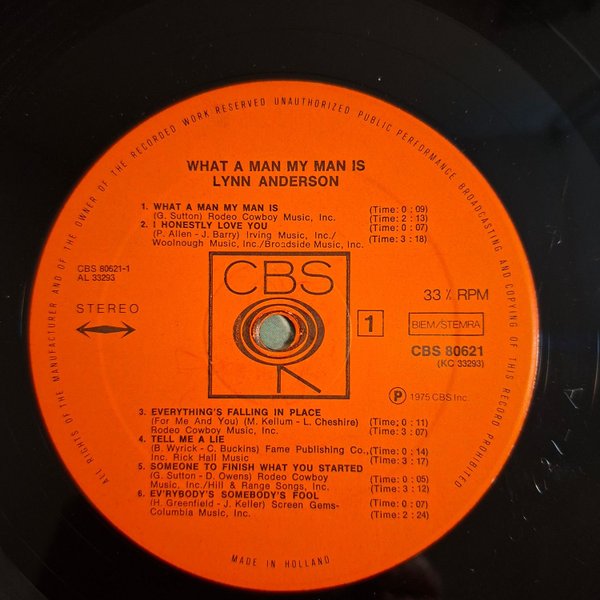 ALL RIGHTS OF THE MANUFACTURER AND OF THE OWNER OF THE RECORDED WORK RESERVED UNAUTHORIZED PUBLIC PERFORMANCE BROADCASTING AND COPYING OF THIS RECORD PROHIBITED
WHAT A MAN MY MAN IS
LYNN ANDERSON
1. WHAT A MAN MY MAN IS (Time: 0 : 09)
(G. Sutton) Rodeo Cowboy Music, Inc. (Time: 2 : 13)
2. I HONESTLY LOVE YOU (Time: 0 : 07)
(P. Allen - J. Barry) Irving Music, Inc./
Woolnough Music, Inc./Broadside Music, Inc. (Time: 3 : 18)
CBS 80621-1
AL 33293
STEREO
CBS
33 ⅓ RPM
1
BIEM/STEMRA
CBS 80621
(KC 33293)
P 1975 CBS Inc.
3. EVERYTHING'S FALLING IN PLACE
(For Me And You) (M. Kellum - L. Cheshire) (Time: 0 : 11)
Rodeo Cowboy Music, Inc. (Time: 3 : 07)
4. TELL ME A LIE
(B. Wyrick - C. Buckins) Fame Publishing Co., (Time: 0 : 14)
Inc. Rick Hall Music (Time: 3 : 17)
5. SOMEONE TO FINISH WHAT YOU STARTED
(G. Sutton - D. Owens) Rodeo Cowboy (Time: 0 : 05)
Music, Inc./Hill & Range Songs, Inc. (Time: 3 : 12)
6. EV'RYBODY'S SOMEBODY'S FOOL
(H. Greenfield - J. Keller) Screen Gems- (Time: 0 : 07)
Columbia Music, Inc. (Time: 2 : 24)
MADE IN HOLLAND